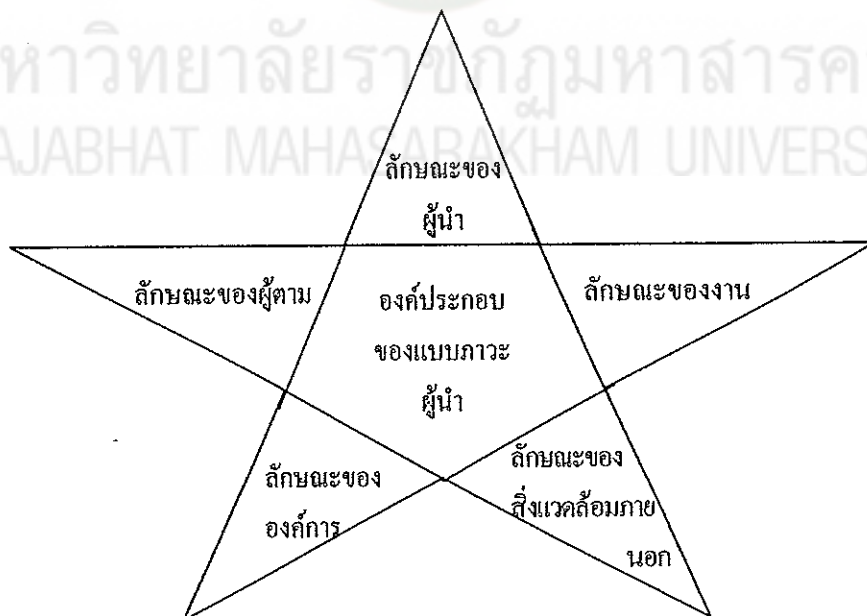 หาวิทยาลัยราชภัฏมหาสารค
AJABHAT MAHASARAKHAM UNIVERS
ลักษณะของ
ผู้นำ
ลักษณะของผู้ตาม
องค์ประกอบ
ของแบบภาวะ
ผู้นำ
ลักษณะของงาน
ลักษณะของ
องค์การ
ลักษณะของ
สิ่งแวดล้อมภาย
นอก